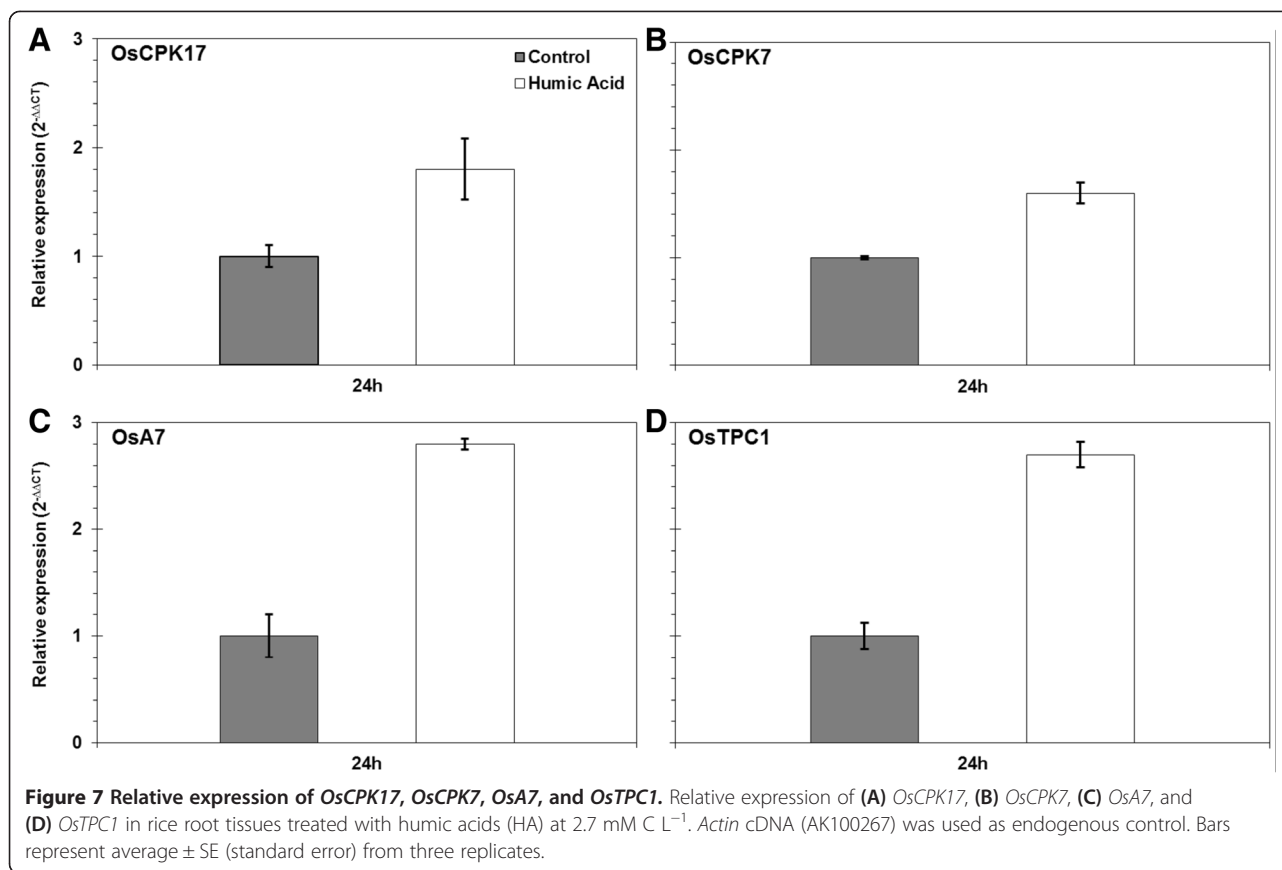 A
OsCPK17
Control
Humic Acid
Relative expression (2-ΔΔCT)
3
2
1
0
24h
B
OsCPK7
24h
C
OsA7
Relative expression (2-ΔΔCT)
3
2
1
0
24h
D
OsTPC1
24h
Figure 7 Relative expression of OsCPK17, OsCPK7, OsA7, and OsTPC1. Relative expression of (A) OsCPK17, (B) OsCPK7, (C) OsA7, and
(D) OsTPC1 in rice root tissues treated with humic acids (HA) at 2.7 mM C L−1. Actin cDNA (AK100267) was used as endogenous control. Bars
represent average ± SE (standard error) from three replicates.